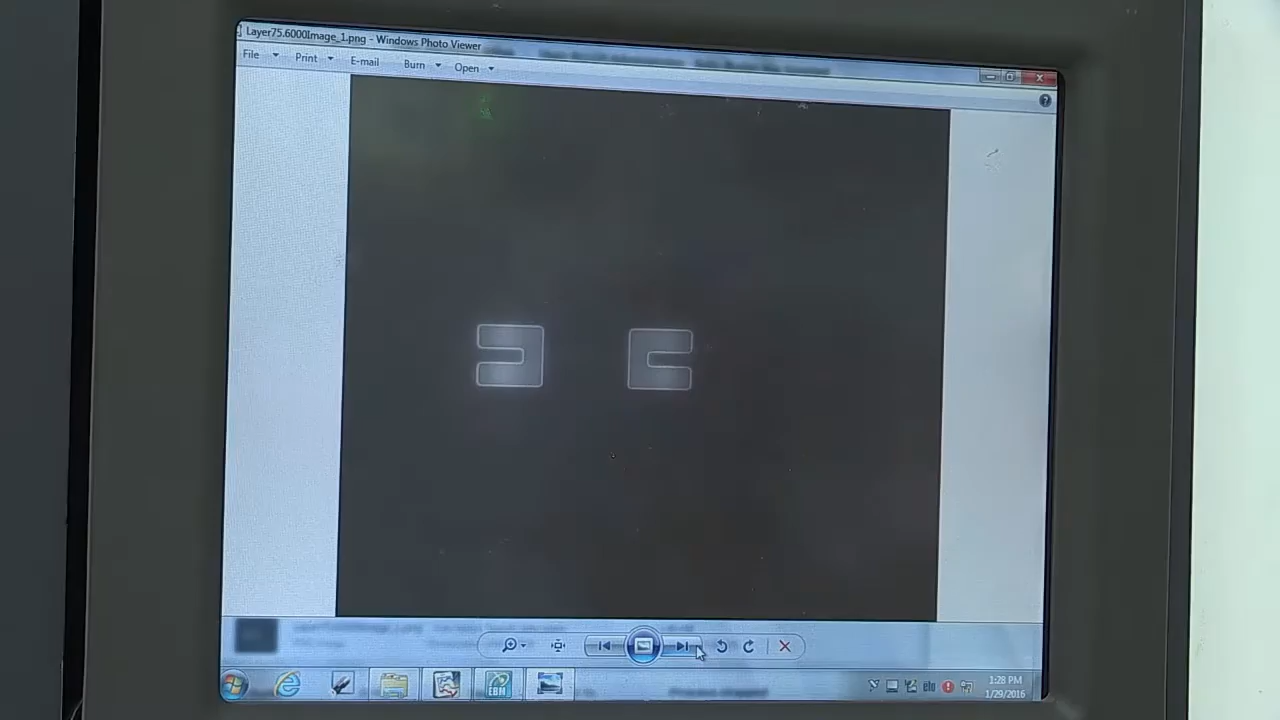 Layer75.6000Image_1.png - Windows Photo Viewer
File Print E-mail Burn Open
EBM
1:28 PM
1/29/2016